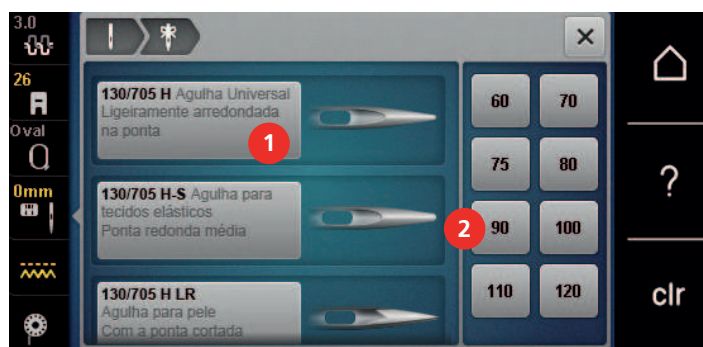 3.0
26
Oval
0mm
130/705 H Agulha Universal
Ligeiramente arredondada
na ponta
1
130/705 H-S Agulha para
tecidos elásticos
Ponta redonda média
130/705 H LR
Agulha para pele
Com a ponta cortada
60 70
75 80
2
90 100
110 120
?
clr